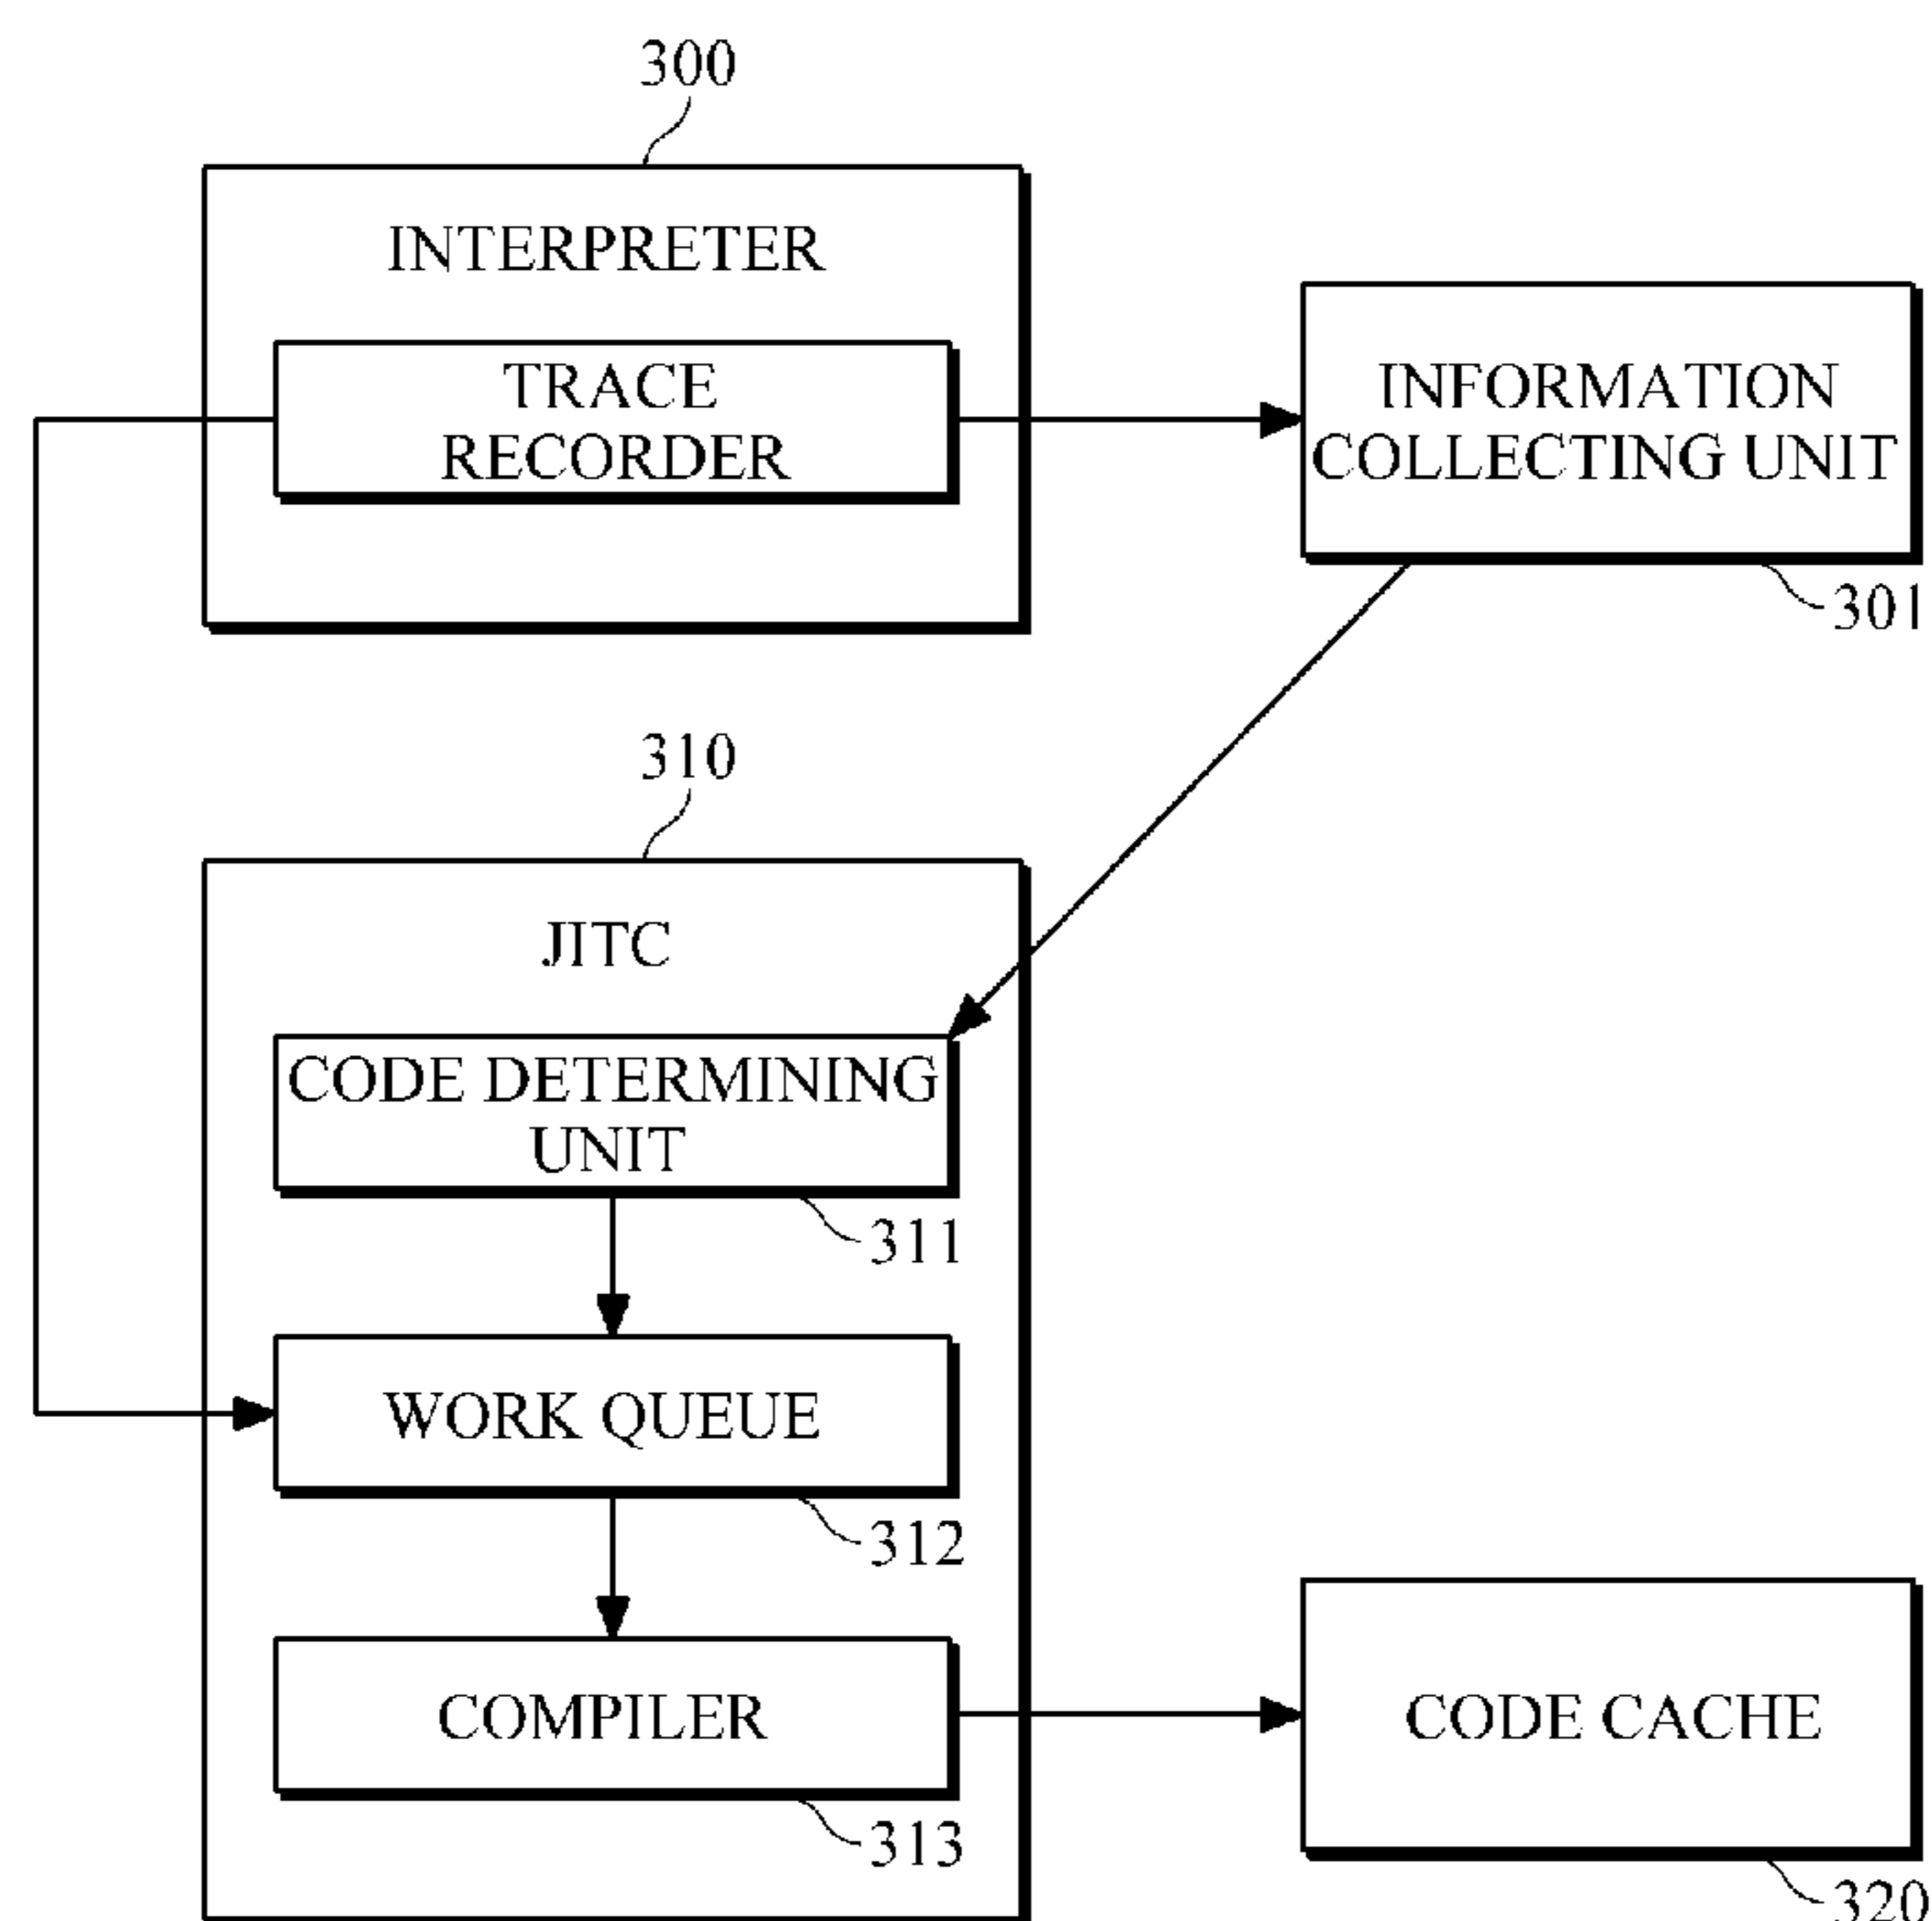 300
INTERPRETER
TRACE
RECORDER
INFORMATION
COLLECTING UNIT
301
310
JITC
CODE DETERMINING
UNIT
311
WORK QUEUE
312
COMPILER
CODE CACHE
313
320